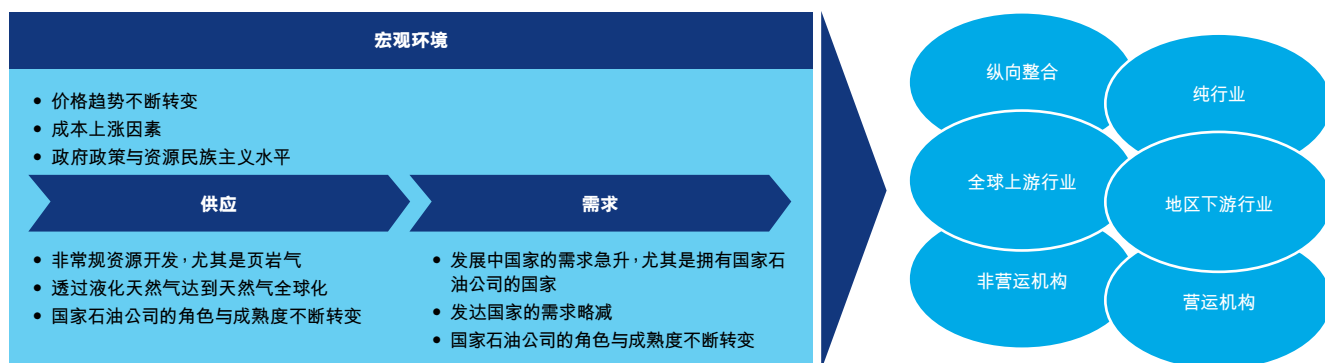 宏观环境
• 价格趋势不断转变
• 成本上涨因素
• 政府政策与资源民族主义水平
供应
• 非常规资源开发，尤其是页岩气
• 透过液化天然气达到天然气全球化
• 国家石油公司的角色与成熟度不断转变
需求
• 发展中国家的需求急升，尤其是拥有国家石
油公司的国家
• 发达国家的需求略减
• 国家石油公司的角色与成熟度不断转变
纵向整合
纯行业
全球上游行业
地区下游行业
非营运机构
营运机构